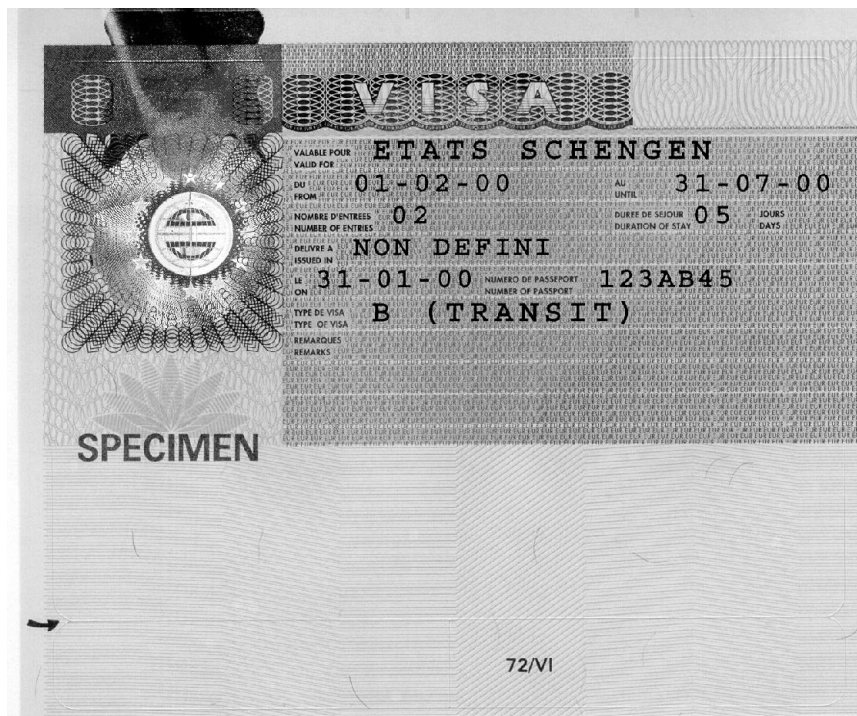 VISA
VALABLE POUR ETATS SCHENGEN
VALID FOR
DU 01-02-00 AU 31-07-00
FROM UNTIL
NOMBRE D'ENTREES 02 DUREE DE SEJOUR 05 JOURS
NUMBER OF ENTRIES DURATION OF STAY DAYS
DELIVRE A NON DEFINI
ISSUED IN
LE 31-01-00 NUMERO DE PASSEPORT 123AB45
ON NUMBER OF PASSPORT
TYPE DE VISA B (TRANSIT)
TYPE OF VISA
REMARQUES
REMARKS
SPECIMEN
72/VI